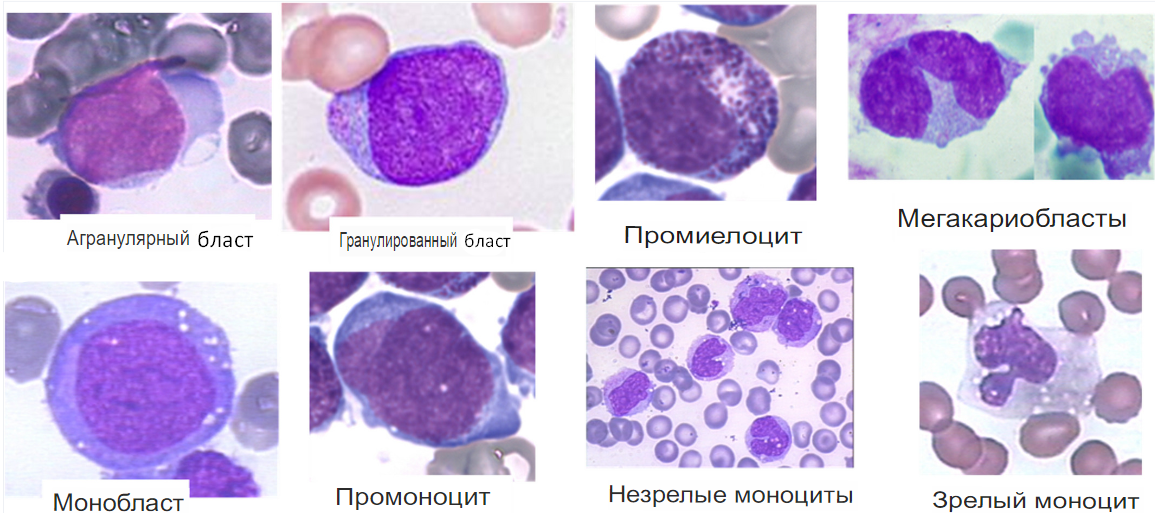 Агранулярный бласт
Гранулированный бласт
Промиелоцит
Мегакариобласты
Монобласт
Промоноцит
Незрелые моноциты
Зрелый моноцит